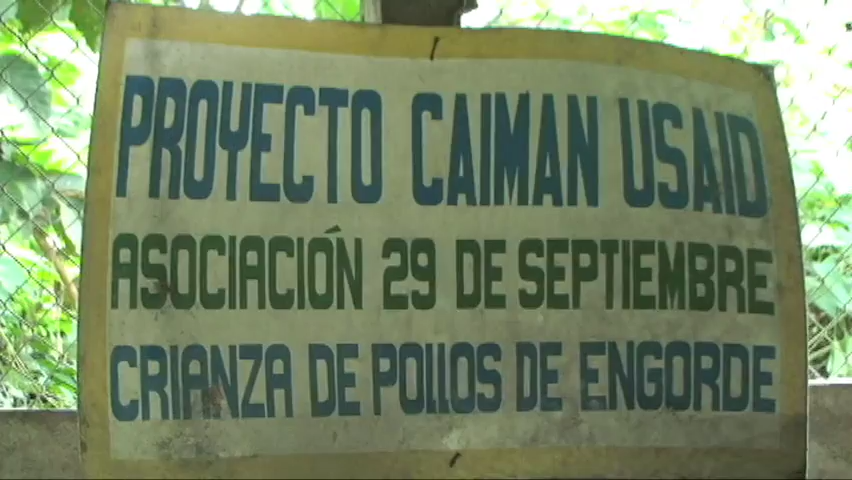 PROYECTO CAIMAN USAID
ASOCIACIÓN 29 DE SEPTIEMBRE
CRIANZA DE POLLOS DE ENGORDE